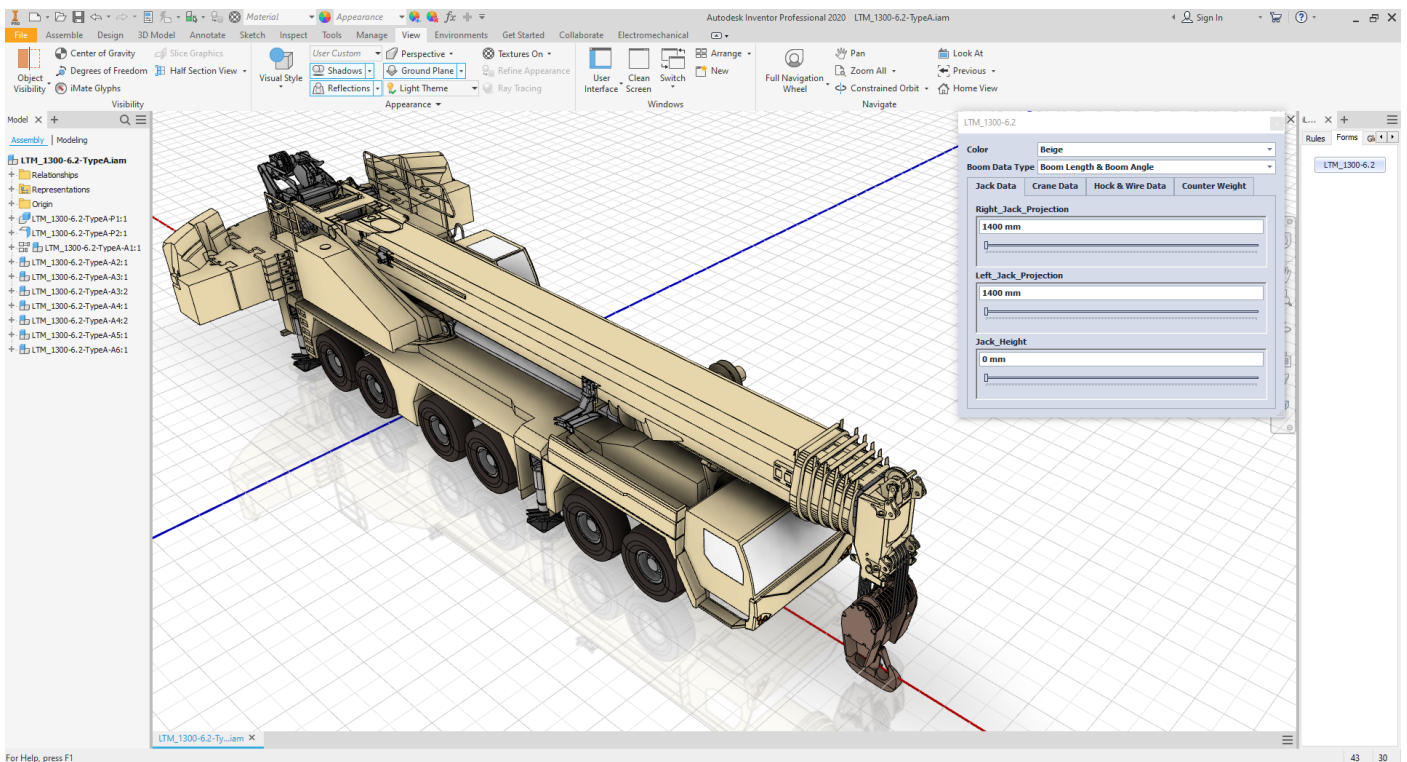 PRO Material Appearance fx Autodesk Inventor Professional 2020 LTM_1300-6.2-TypeA.iam Sign In
File Assemble Design 3D Model Annotate Sketch Inspect Tools Manage View Environments Get Started Collaborate Electromechanical
Object Visibility
Center of Gravity
Degrees of Freedom
iMate Glyphs
Slice Graphics
Half Section View
Visibility
Visual Style
User Custom
Shadows
Reflections
Perspective
Ground Plane
Light Theme
Textures On
Refine Appearance
Ray Tracing
Appearance
User Interface
Clean Screen
Switch
Arrange
New
Windows
Full Navigation Wheel
Pan
Zoom All
Constrained Orbit
Look At
Previous
Home View
Navigate
Model
Assembly | Modeling
LTM_1300-6.2-TypeA.iam
Relationships
Representations
Origin
LTM_1300-6.2-TypeA-P1:1
LTM_1300-6.2-TypeA-P2:1
LTM_1300-6.2-TypeA-A1:1
LTM_1300-6.2-TypeA-A2:1
LTM_1300-6.2-TypeA-A3:1
LTM_1300-6.2-TypeA-A3:2
LTM_1300-6.2-TypeA-A4:1
LTM_1300-6.2-TypeA-A4:2
LTM_1300-6.2-TypeA-A5:1
LTM_1300-6.2-TypeA-A6:1
LTM_1300-6.2
Color Beige
Boom Data Type Boom Length & Boom Angle
Jack Data Crane Data Hock & Wire Data Counter Weight
Right_Jack_Projection
1400 mm
Left_Jack_Projection
1400 mm
Jack_Height
0 mm
iL...
Rules Forms Gl
LTM_1300-6.2
LTM_1300-6.2-Ty...iam
For Help, press F1
43 30